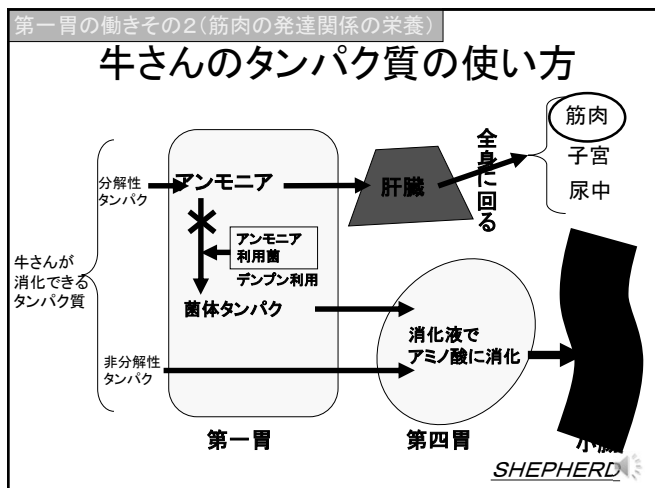 第一胃の働きその2（筋肉の発達関係の栄養）
牛さんのタンパク質の使い方
牛さんが
消化できる
タンパク質
分解性
タンパク
アンモニア
アンモニア
利用菌
デンプン利用
菌体タンパク
非分解性
タンパク
第一胃
肝臓
全身に回る
筋肉
子宮
尿中
消化液で
アミノ酸に消化
第四胃
小腸
SHEPHERD